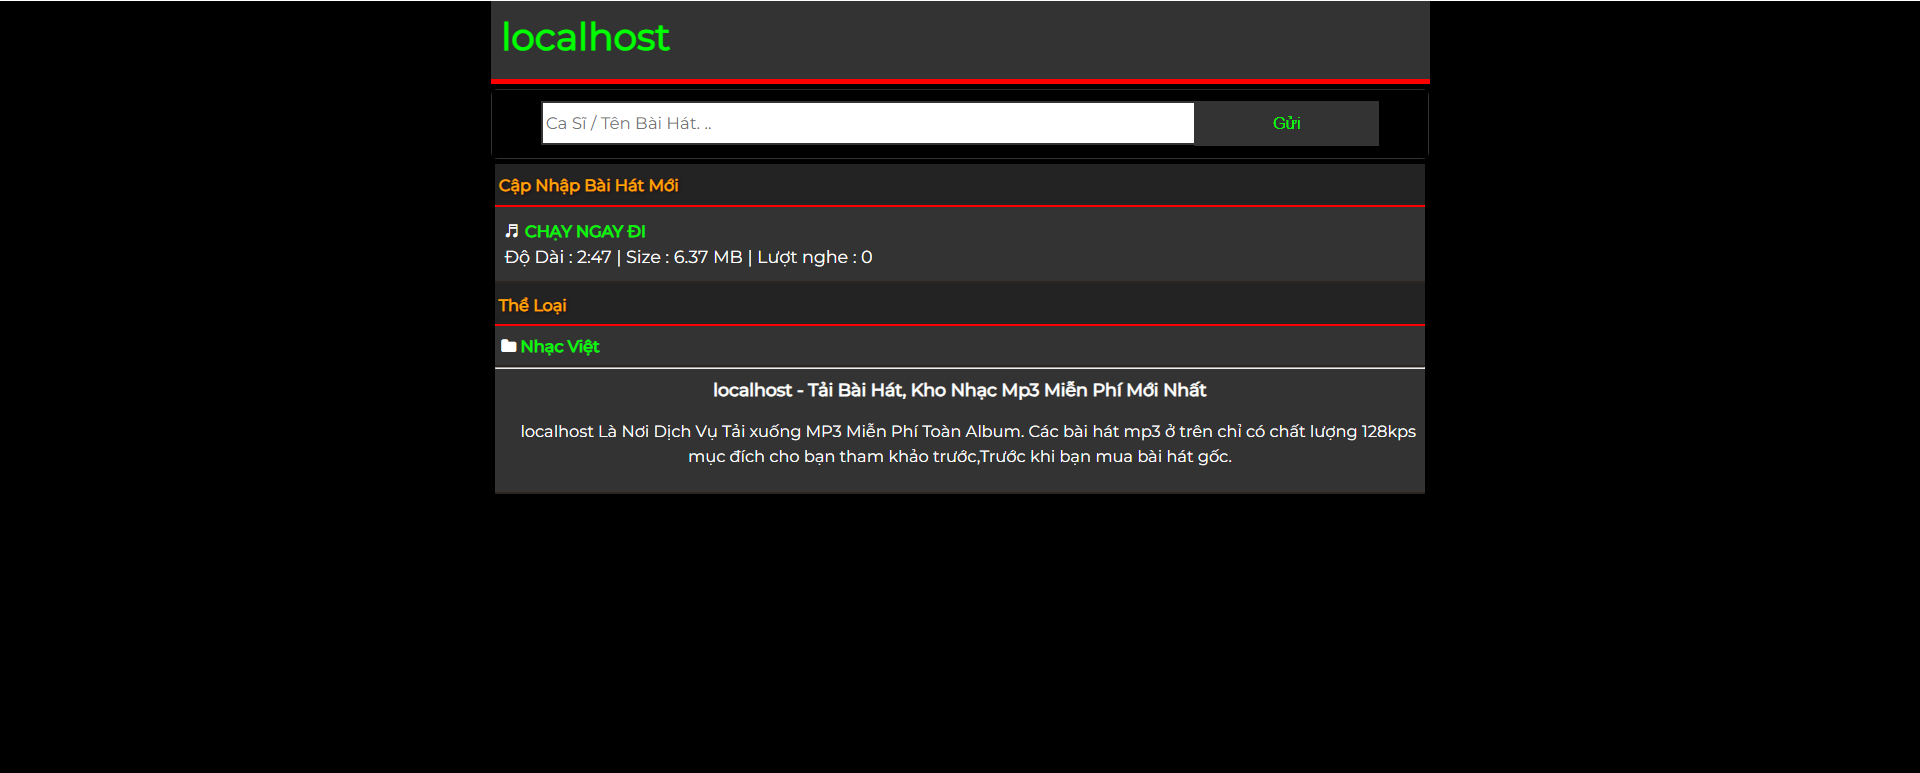 localhost
Ca Sĩ / Tên Bài Hát. ..
Gửi
Cập Nhập Bài Hát Mới
CHẠY NGAY ĐI
Độ Dài : 2:47 | Size : 6.37 MB | Lượt nghe : 0
Thể Loại
Nhạc Việt
localhost - Tải Bài Hát, Kho Nhạc Mp3 Miễn Phí Mới Nhất
localhost Là Nơi Dịch Vụ Tải xuống MP3 Miễn Phí Toàn Album. Các bài hát mp3 ở trên chỉ có chất lượng 128kps
mục đích cho bạn tham khảo trước,Trước khi bạn mua bài hát gốc.